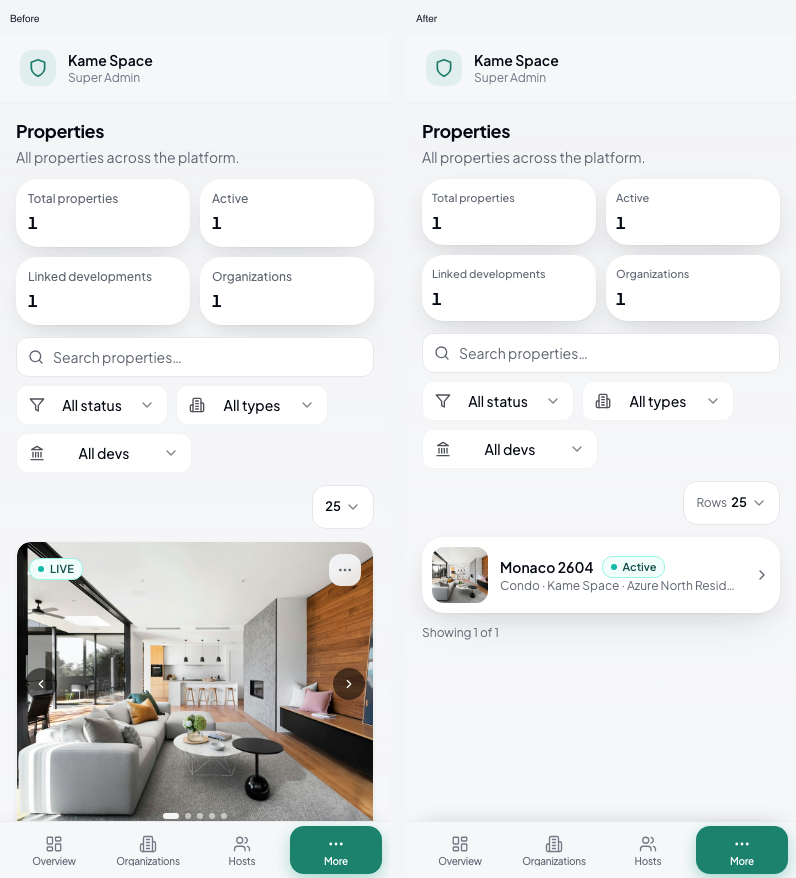 Before
Kame Space
Super Admin
Properties
All properties across the platform.
Total properties
1
Active
1
Linked developments
1
Organizations
1
Search properties...
All status
All types
All devs
25
LIVE
Overview
Organizations
Hosts
More
After
Kame Space
Super Admin
Properties
All properties across the platform.
Total properties
1
Active
1
Linked developments
1
Organizations
1
Search properties...
All status
All types
All devs
Rows 25
Monaco 2604
Active
Condo · Kame Space · Azure North Resid...
Showing 1 of 1
Overview
Organizations
Hosts
More